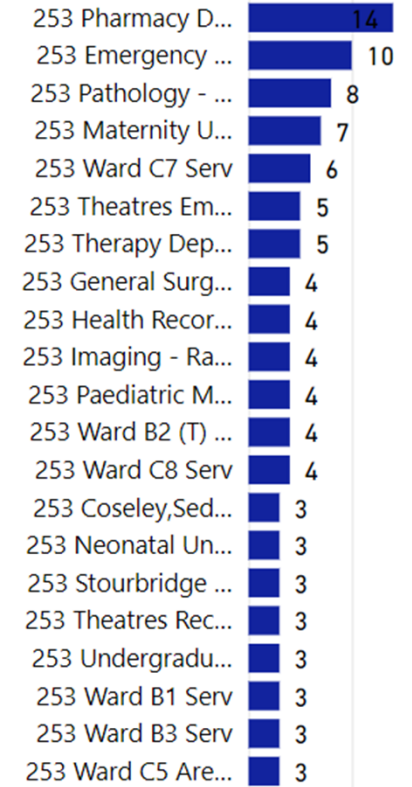 253 Pharmacy D... 14
253 Emergency ... 10
253 Pathology - ... 8
253 Maternity U... 7
253 Ward C7 Serv 6
253 Theatres Em... 5
253 Therapy Dep... 5
253 General Surg... 4
253 Health Recor... 4
253 Imaging - Ra... 4
253 Paediatric M... 4
253 Ward B2 (T) ... 4
253 Ward C8 Serv 4
253 Coseley,Sed... 3
253 Neonatal Un... 3
253 Stourbridge ... 3
253 Theatres Rec... 3
253 Undergradu... 3
253 Ward B1 Serv 3
253 Ward B3 Serv 3
253 Ward C5 Are... 3